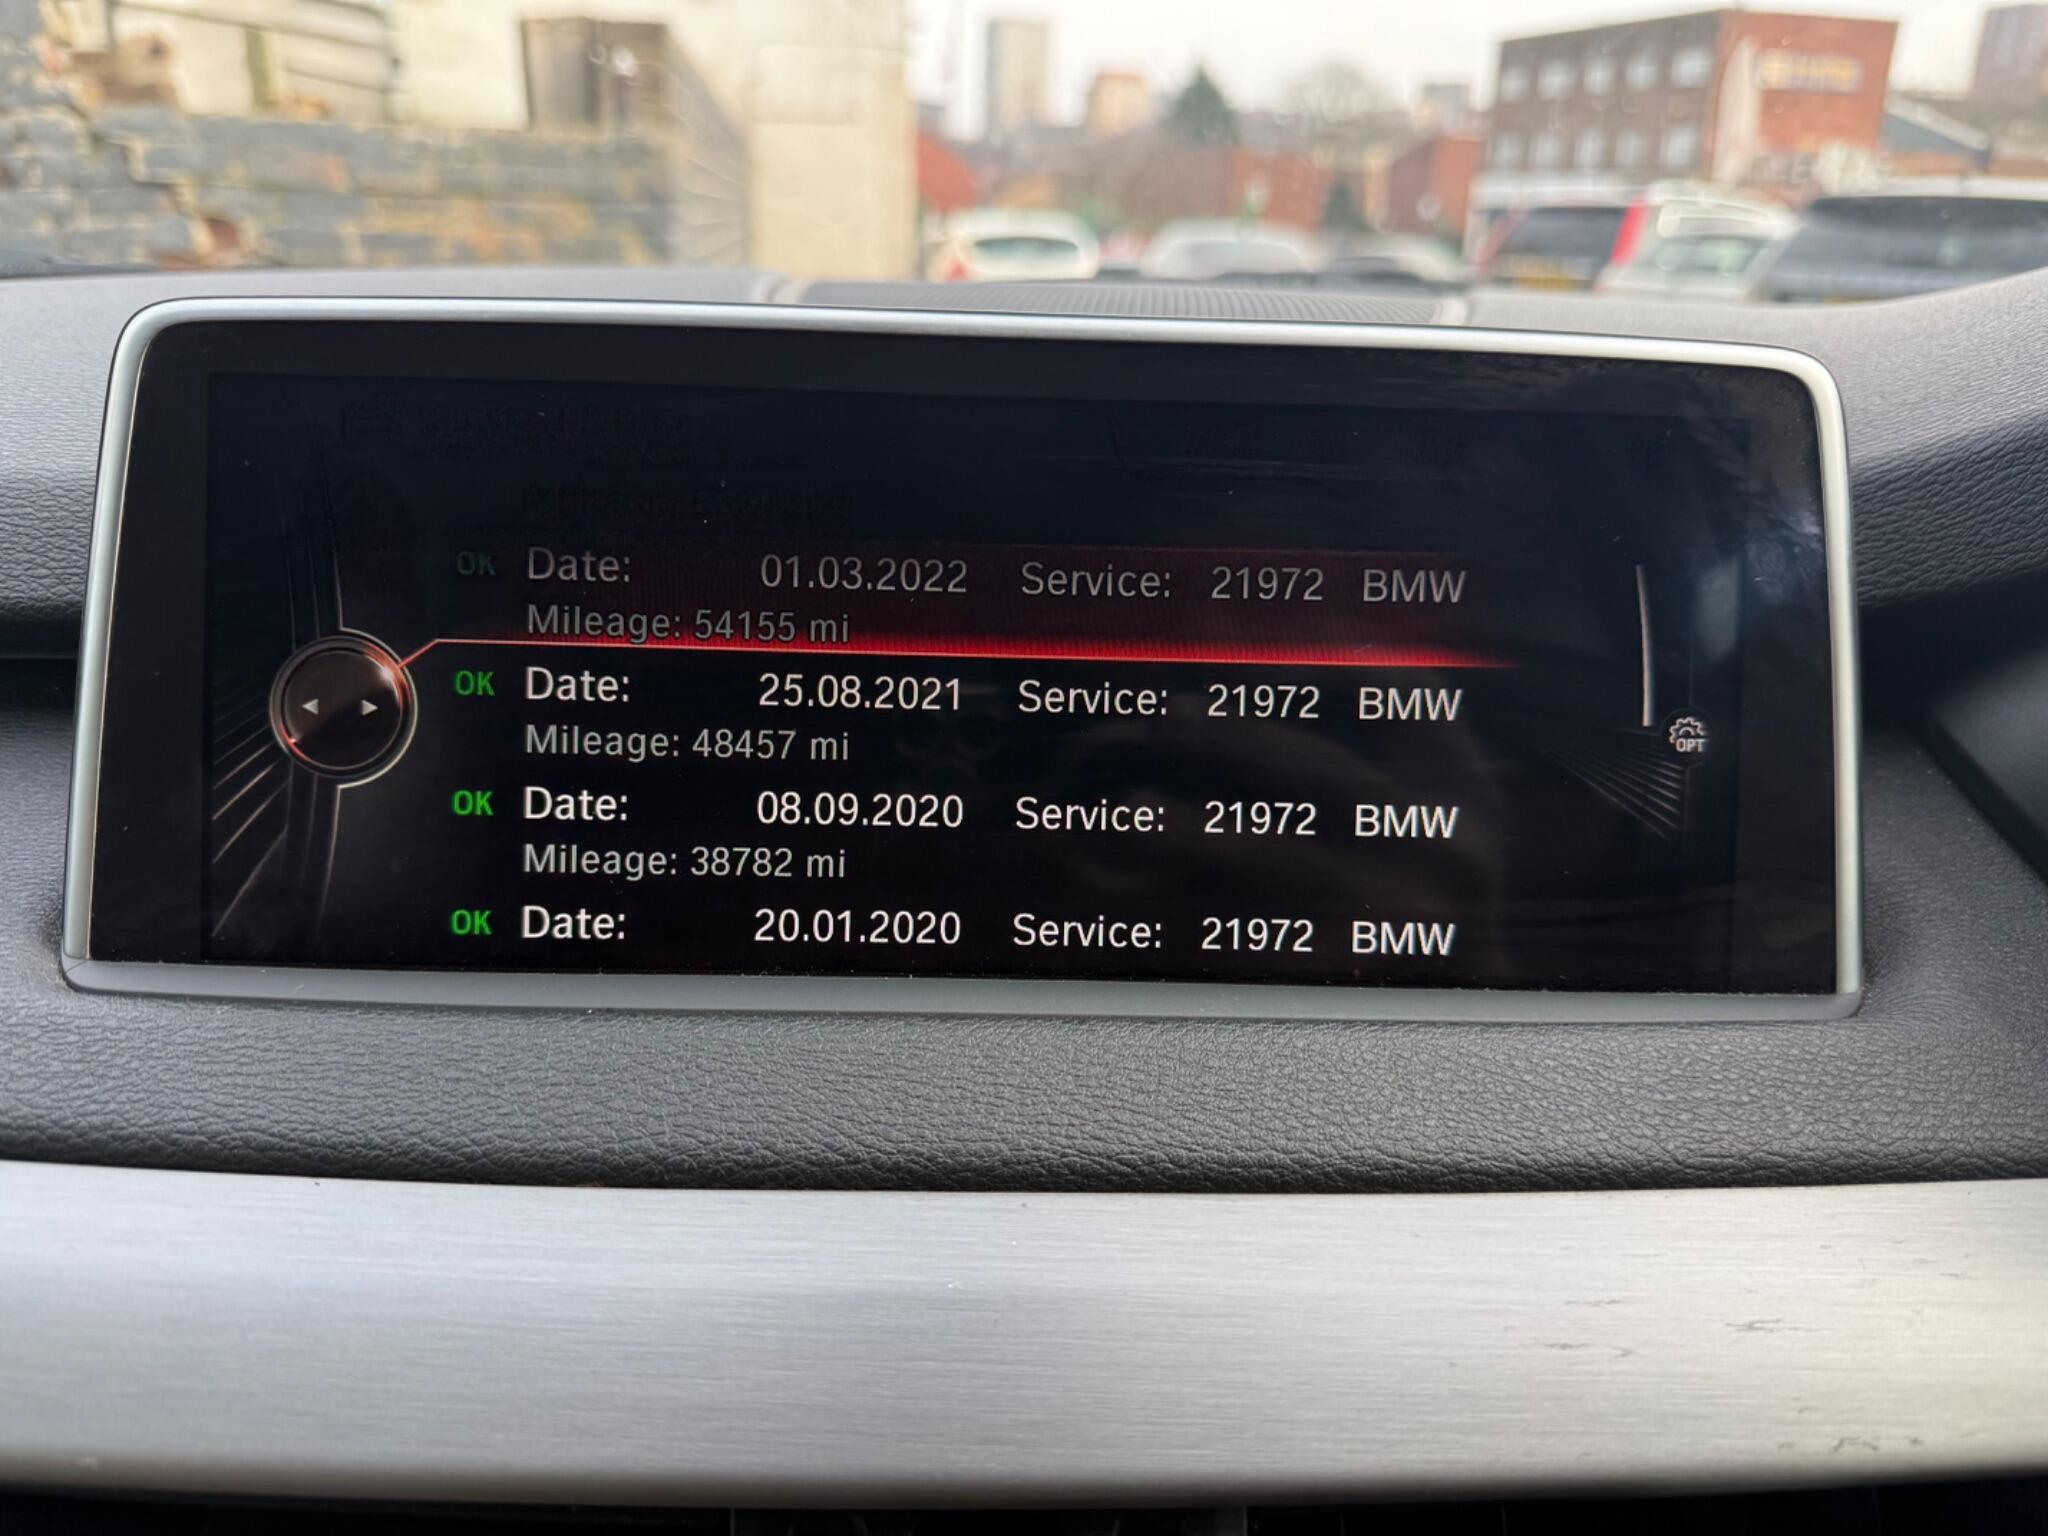 OK Date: 01.03.2022 Service: 21972 BMW
Mileage: 54155 mi
OK Date: 25.08.2021 Service: 21972 BMW
Mileage: 48457 mi
OK Date: 08.09.2020 Service: 21972 BMW
Mileage: 38782 mi
OK Date: 20.01.2020 Service: 21972 BMW
OPT